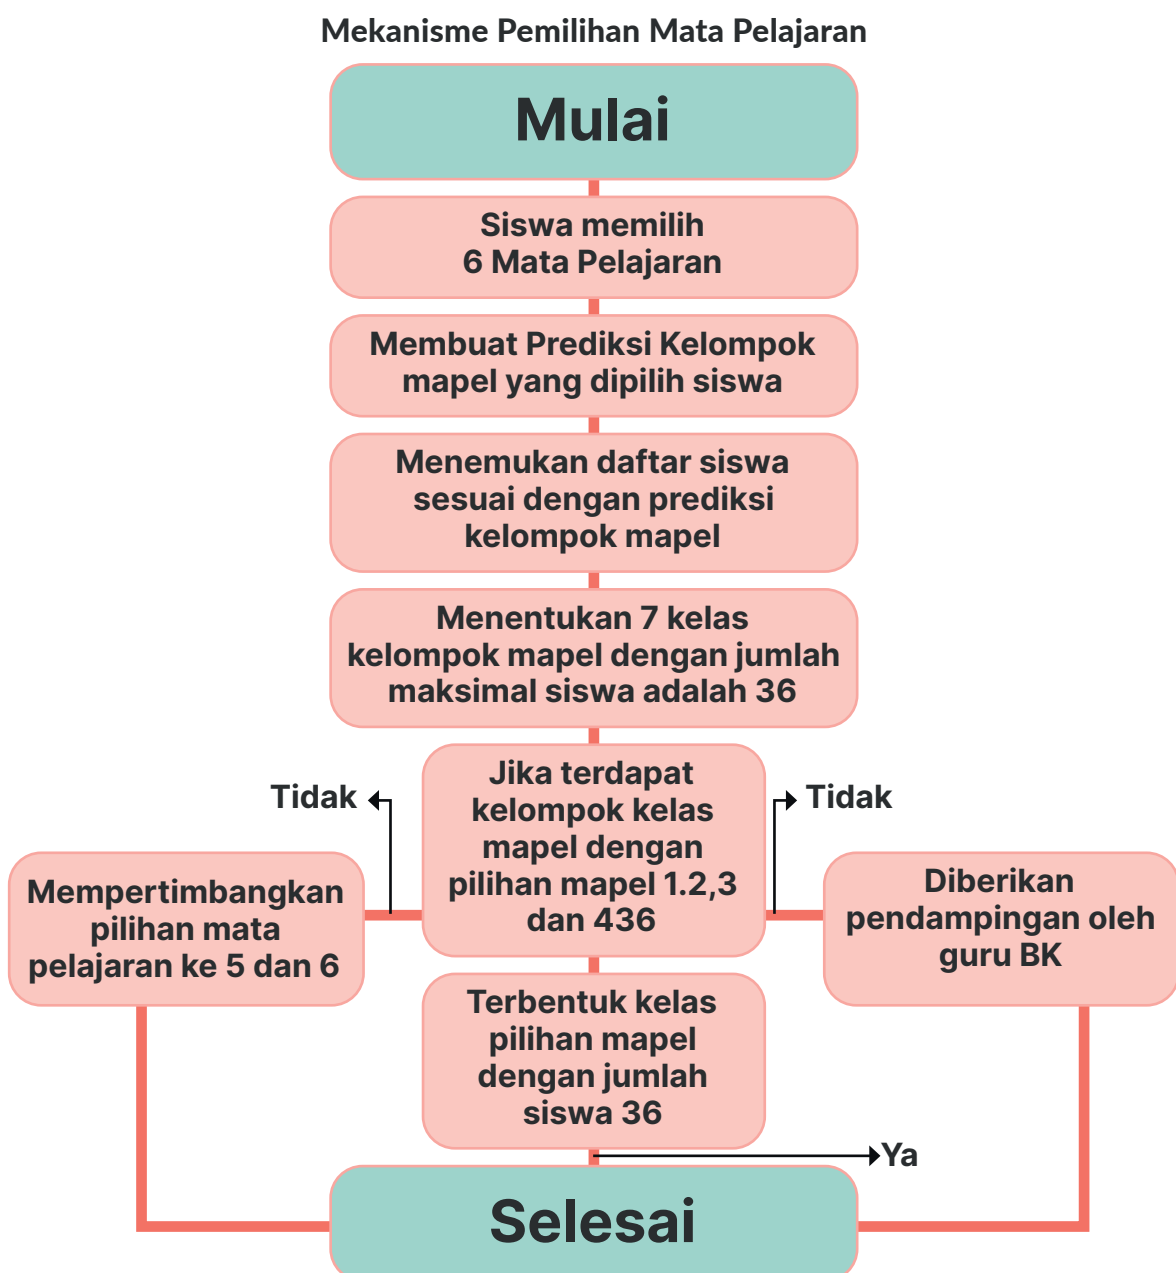 Mekanisme Pemilihan Mata Pelajaran
Mulai
Siswa memilih
6 Mata Pelajaran
Membuat Prediksi Kelompok
mapel yang dipilih siswa
Menemukan daftar siswa
sesuai dengan prediksi
kelompok mapel
Menentukan 7 kelas
kelompok mapel dengan jumlah
maksimal siswa adalah 36
Jika terdapat
kelompok kelas
mapel dengan
pilihan mapel 1.2,3
dan 436
Tidak
Tidak
Mempertimbangkan
pilihan mata
pelajaran ke 5 dan 6
Diberikan
pendampingan oleh
guru BK
Terbentuk kelas
pilihan mapel
dengan jumlah
siswa 36
Ya
Selesai